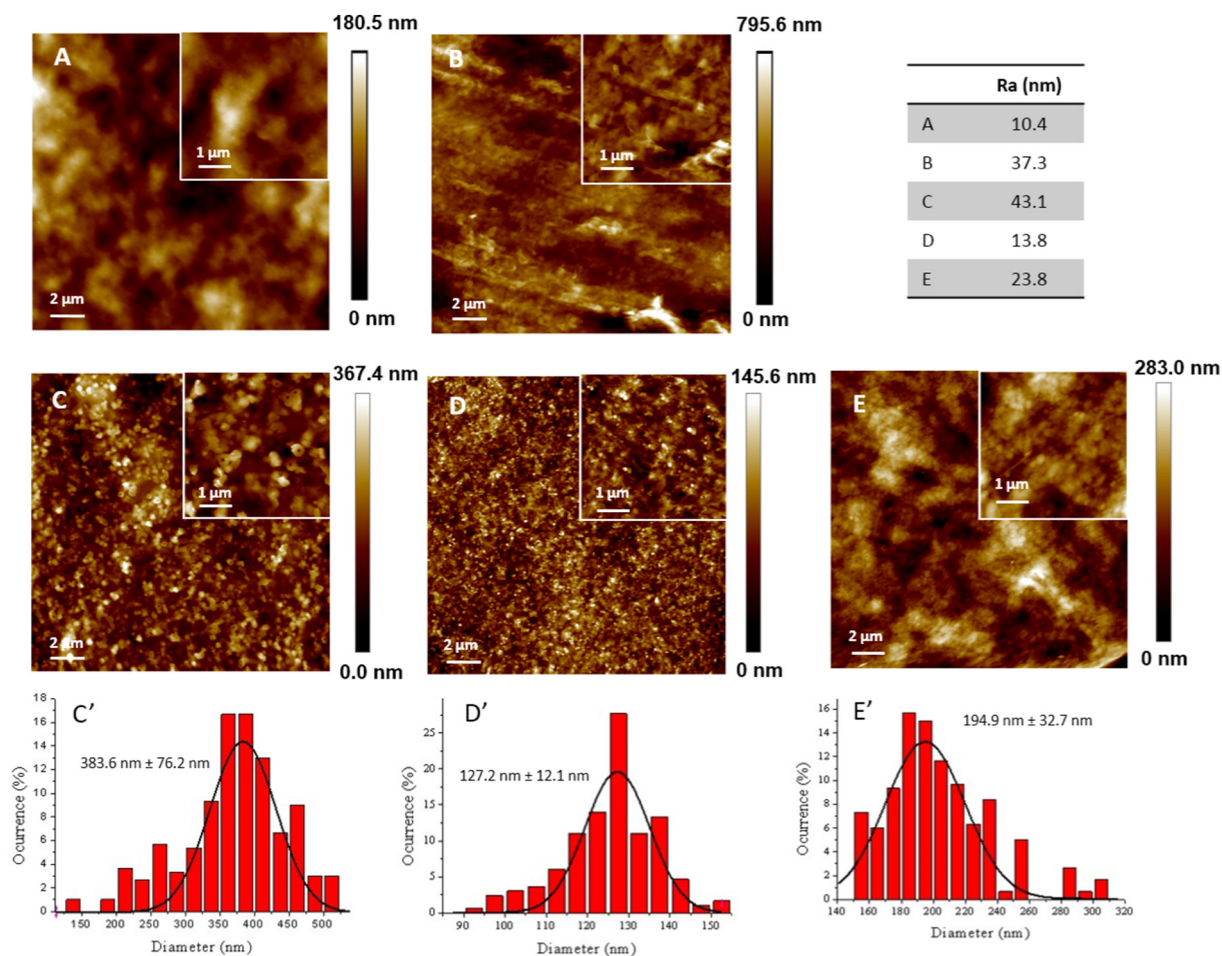 180.5 nm
A
1 µm
2 µm
0 nm
795.6 nm
B
1 µm
2 µm
0 nm
Ra (nm)
A 10.4
B 37.3
C 43.1
D 13.8
E 23.8
367.4 nm
C
1 µm
2 µm
0.0 nm
145.6 nm
D
1 µm
2 µm
0 nm
283.0 nm
E
1 µm
2 µm
0 nm
C’
383.6 nm ± 76.2 nm
Ocurrence (%)
18
16
14
12
10
8
6
4
2
0
150 200 250 300 350 400 450 500
Diameter (nm)
D’
127.2 nm ± 12.1 nm
Ocurrence (%)
25
20
15
10
5
0
90 100 110 120 130 140 150
Diameter (nm)
E’
194.9 nm ± 32.7 nm
Ocurrence (%)
16
14
12
10
8
6
4
2
0
140 160 180 200 220 240 260 280 300 320
Diameter (nm)